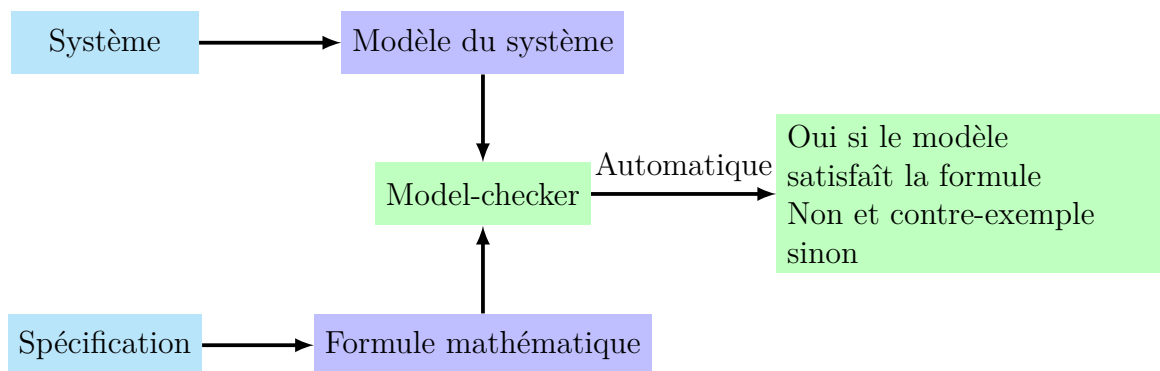 Système
Modèle du système
Automatique
Model-checker
Oui si le modèle
satisfaît la formule
Non et contre-exemple
sinon
Spécification
Formule mathématique